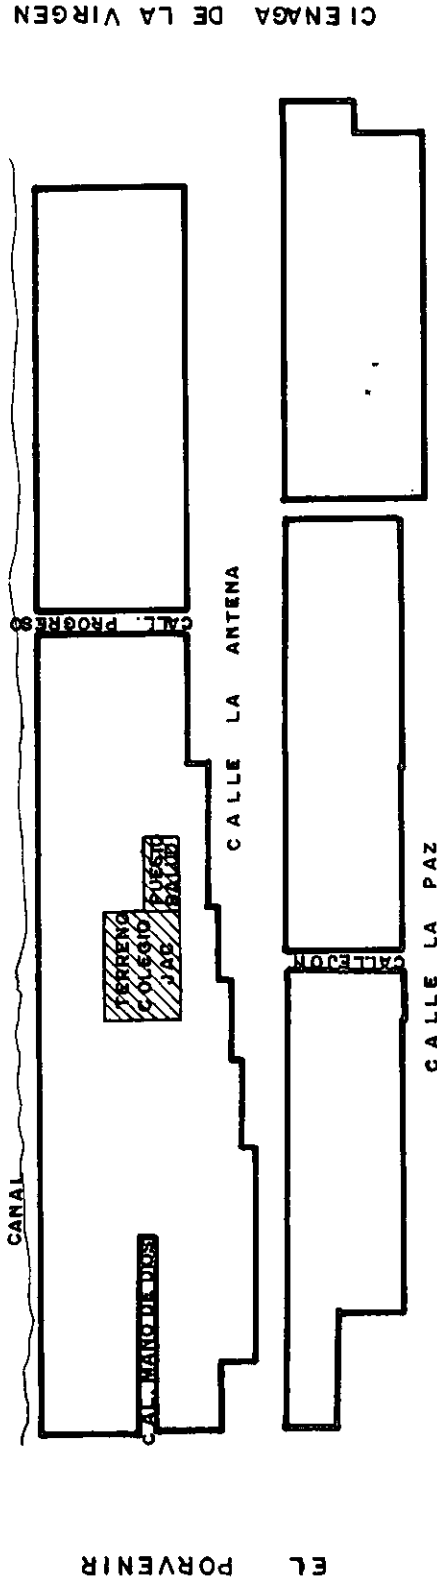 CIENAGA DE LA VIRGEN
CANAL
CALL. PROGRESO
CALLE LA ANTENA
TERRENO
COLEGIO
JAC
PUESTO
SALUD
CAL. MANO DE DIOS
CALLEJON
CALLE LA PAZ
EL PORVENIR